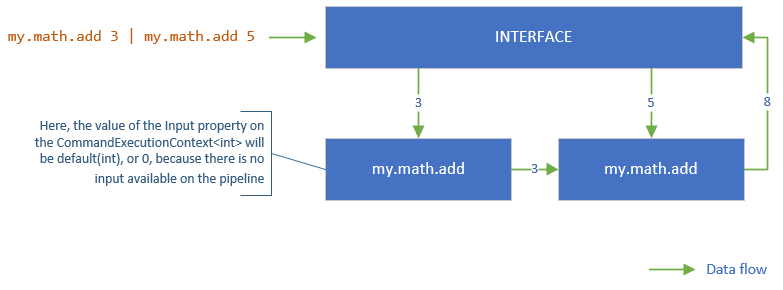 my.math.add 3 | my.math.add 5
INTERFACE
3
5
8
Here, the value of the Input property on
the CommandExecutionContext<int> will
be default(int), or 0, because there is no
input available on the pipeline
my.math.add
3
my.math.add
Data flow